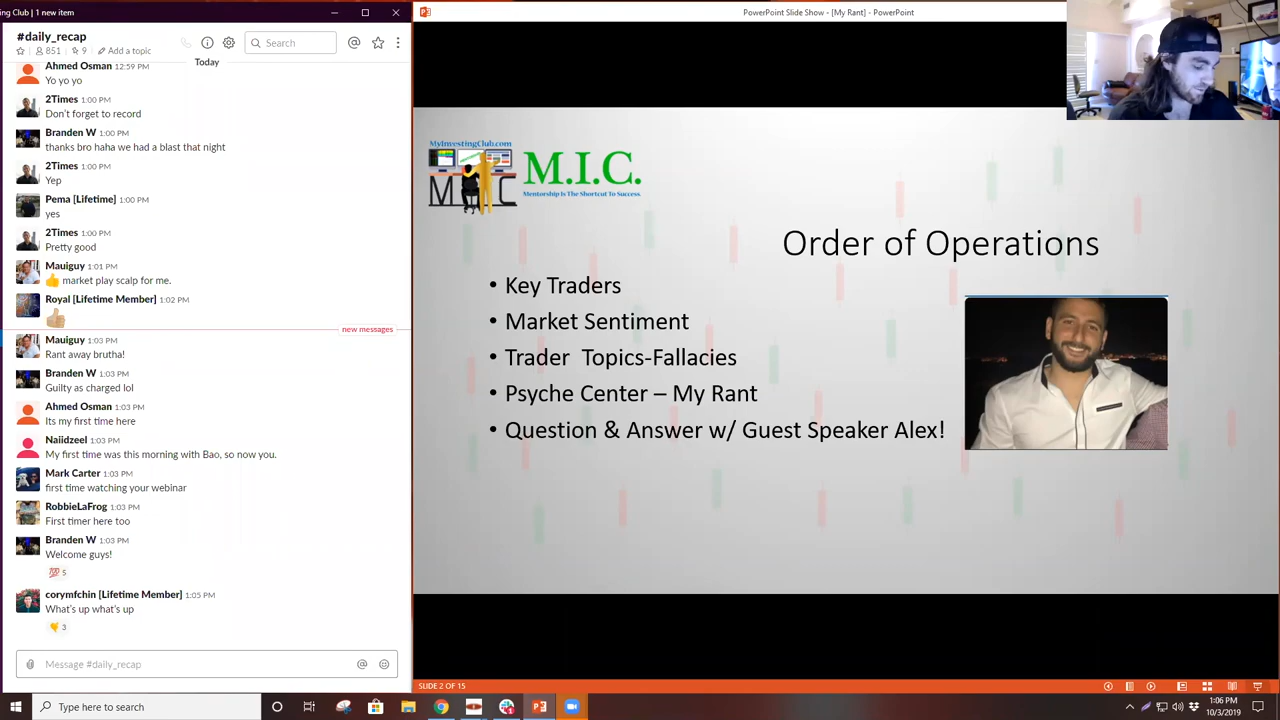 ing Club | 1 new item
#daily_recap
851
9
Add a topic
Search
Today
Ahmed Osman 12:59 PM
Yo yo yo
2Times 1:00 PM
Don't forget to record
Branden W 1:00 PM
thanks bro haha we had a blast that night
2Times 1:00 PM
Yep
Pema [Lifetime] 1:00 PM
yes
2Times 1:00 PM
Pretty good
Mauiguy 1:01 PM
market play scalp for me.
Royal [Lifetime Member] 1:02 PM
new messages
Mauiguy 1:03 PM
Rant away brutha!
Branden W 1:03 PM
Guilty as charged lol
Ahmed Osman 1:03 PM
Its my first time here
Naiidzeel 1:03 PM
My first time was this morning with Bao, so now you.
Mark Carter 1:03 PM
first time watching your webinar
RobbieLaFrog 1:03 PM
First timer here too
Branden W 1:03 PM
Welcome guys!
💯 5
corymfchin [Lifetime Member] 1:05 PM
What's up what's up
3
Message #daily_recap
PowerPoint Slide Show - [My Rant] - PowerPoint
MyInvestingClub.com
MIC
M.I.C.
Mentorship Is The Shortcut To Success.
Order of Operations
• Key Traders
• Market Sentiment
• Trader Topics-Fallacies
• Psyche Center – My Rant
• Question & Answer w/ Guest Speaker Alex!
SLIDE 2 OF 15
Type here to search
1:06 PM
10/3/2019